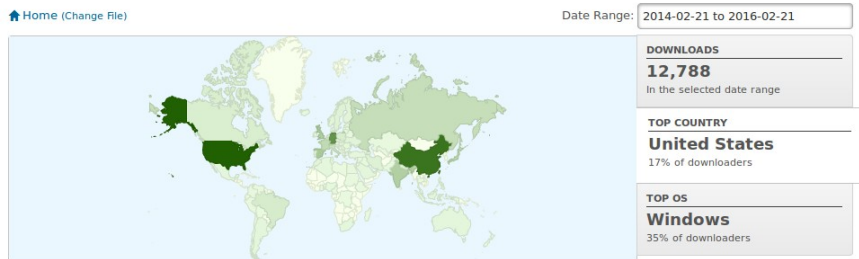 Home (Change File)
Date Range: 2014-02-21 to 2016-02-21
DOWNLOADS
12,788
In the selected date range
TOP COUNTRY
United States
17% of downloaders
TOP OS
Windows
35% of downloaders